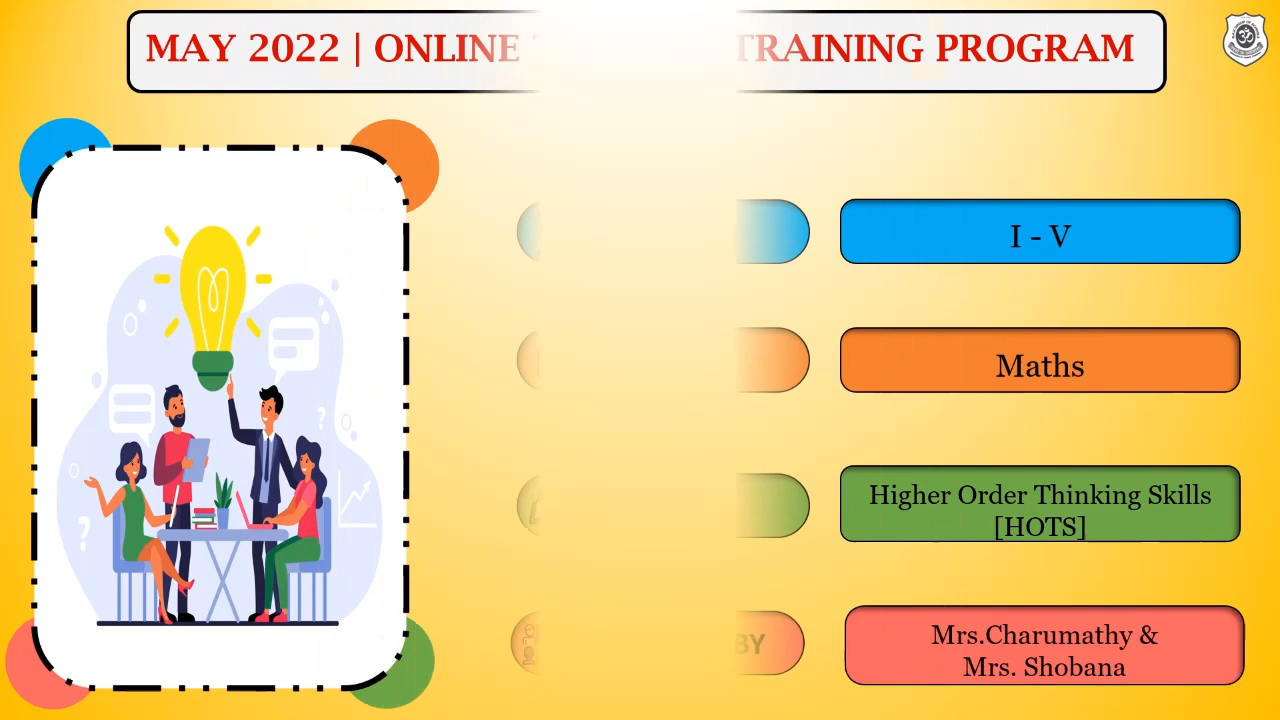 MAY 2022 | ONLINE TRAINING PROGRAM
I - V
Maths
Higher Order Thinking Skills
[HOTS]
BY
Mrs.Charumathy &
Mrs. Shobana